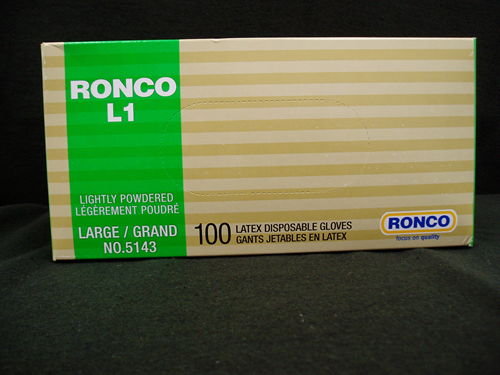 RONCO
L1
LIGHTLY POWDERED
LÉGÈREMENT POUDRÉ
LARGE / GRAND
NO.5143
100 LATEX DISPOSABLE GLOVES
GANTS JETABLES EN LATEX
RONCO
focus on quality